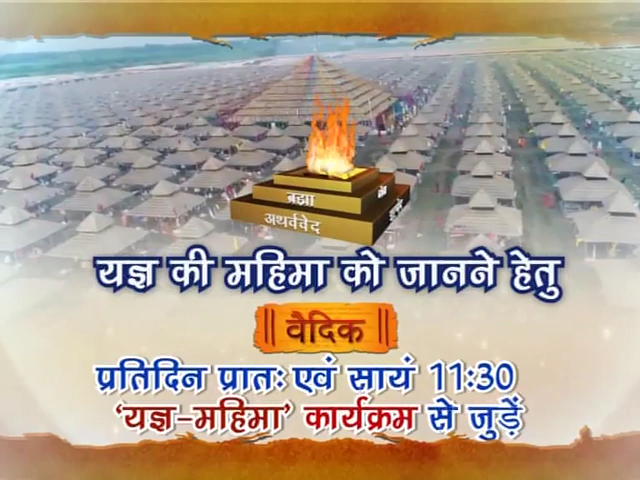 ब्रह्मा
अथर्ववेद
यज्ञ की महिमा को जानने हेतु
॥ वैदिक ॥
प्रतिदिन प्रातः एवं सायं 11:30
‘यज्ञ-महिमा’ कार्यक्रम से जुड़ें